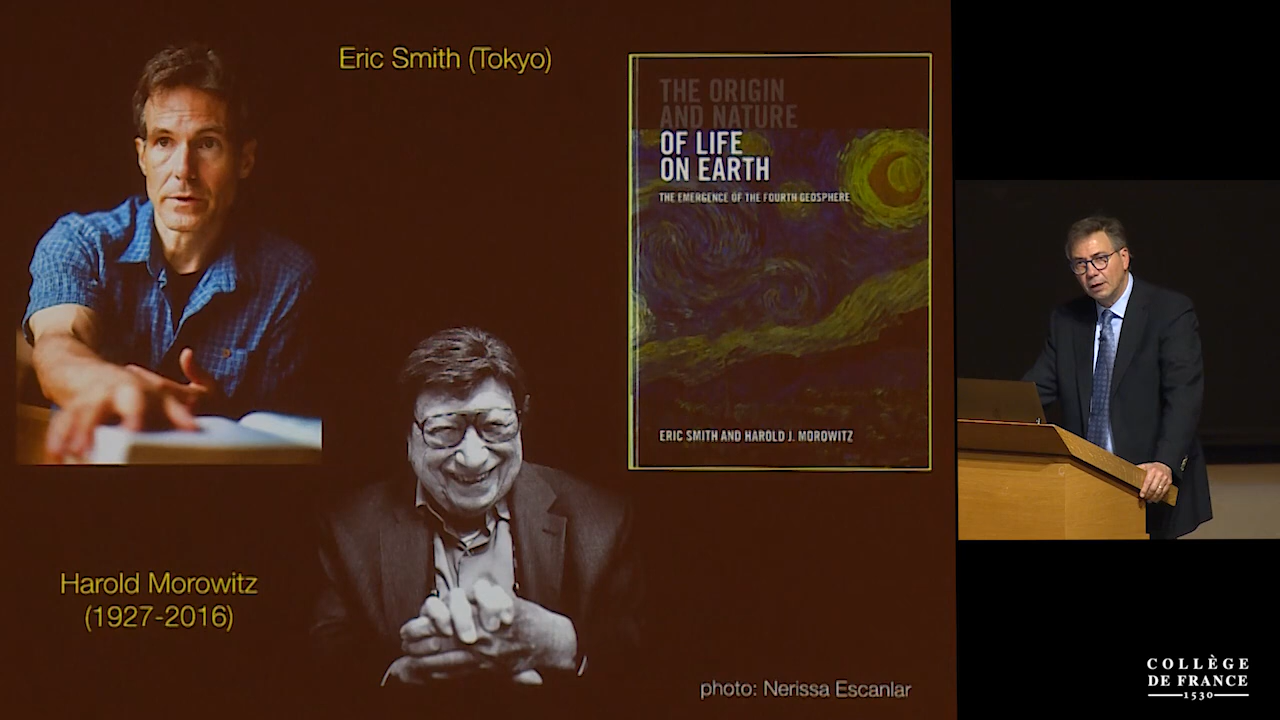 Eric Smith (Tokyo)
THE ORIGIN
AND NATURE
OF LIFE
ON EARTH
THE EMERGENCE OF THE FOURTH GEOSPHERE
ERIC SMITH AND HAROLD J. MOROWITZ
Harold Morowitz
(1927-2016)
photo: Nerissa Escanlar
COLLÈGE
DE FRANCE
1530